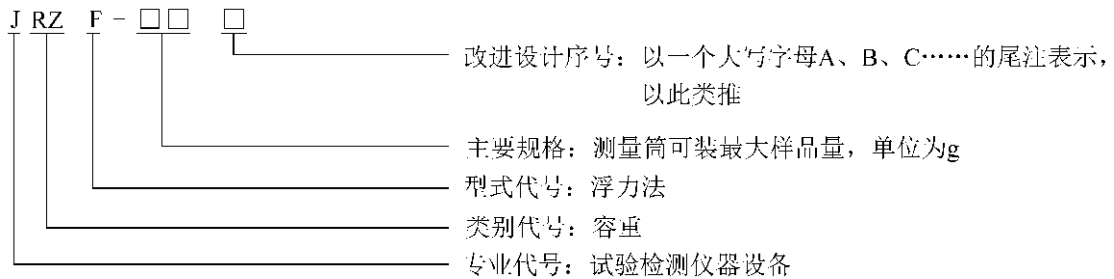 J RZ F - □□ □
改进设计序号：以一个大写字母A、B、C……的尾注表示，
以此类推
主要规格：测量筒可装最大样品量，单位为g
型式代号：浮力法
类别代号：容重
专业代号：试验检测仪器设备